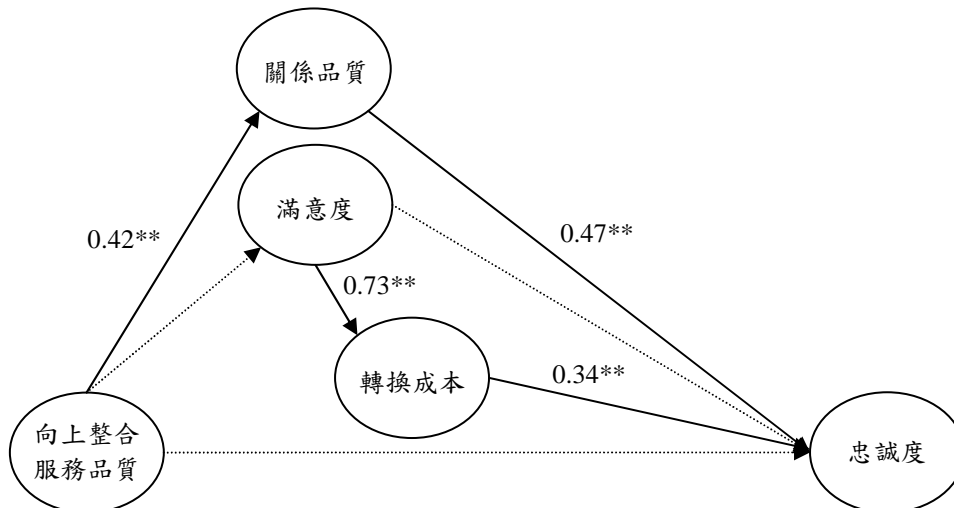 關係品質
滿意度
0.42**
0.47**
0.73**
轉換成本
0.34**
向上整合
服務品質
忠誠度